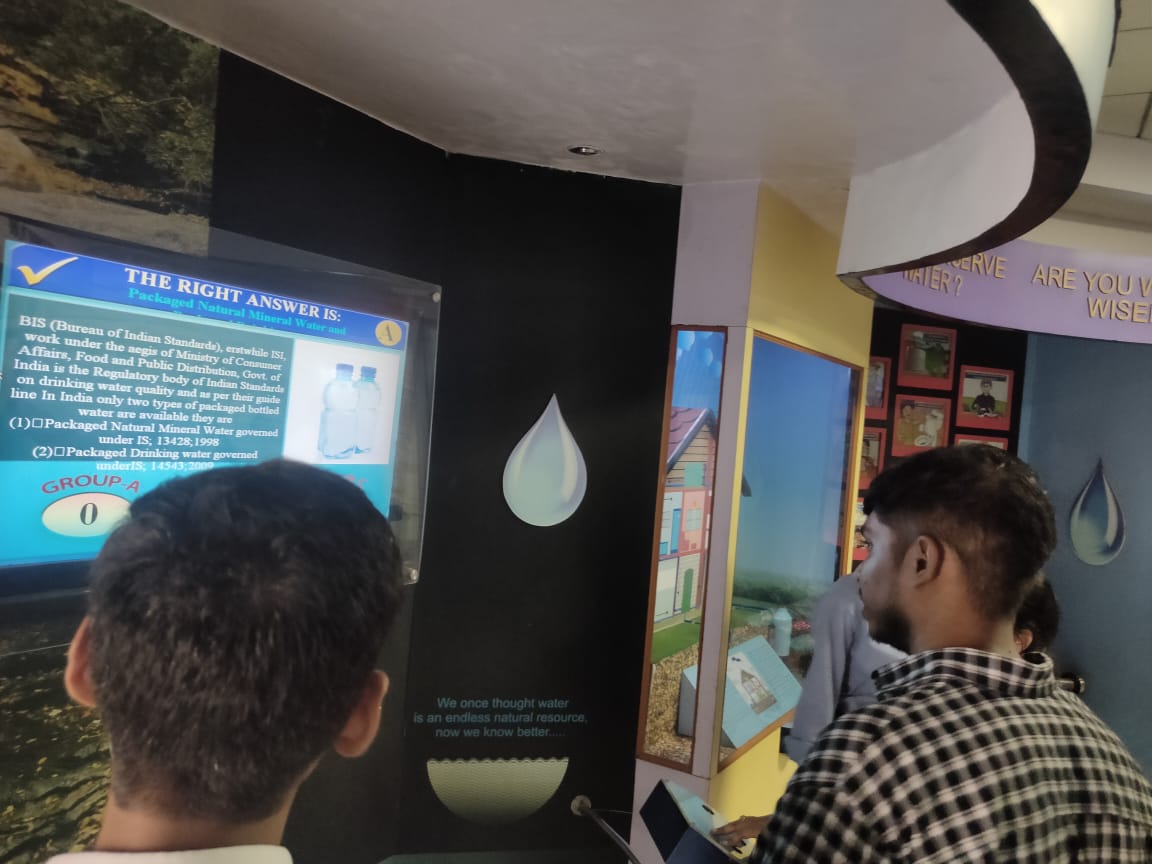 THE RIGHT ANSWER IS:
Packaged Natural Mineral Water and
A
BIS (Bureau of Indian Standards), erstwhile ISI,
work under the aegis of Ministry of Consumer
Affairs, Food and Public Distribution, Govt. of
India is the Regulatory body of Indian Standards
on drinking water quality and as per their guide
line In India only two types of packaged bottled
water are available they are
(1)□Packaged Natural Mineral Water governed
under IS; 13428;1998
(2)□Packaged Drinking water governed
underIS; 14543;2009
GROUP-A
0
We once thought water
is an endless natural resource,
now we know better.....
WATER?
ARE YOU